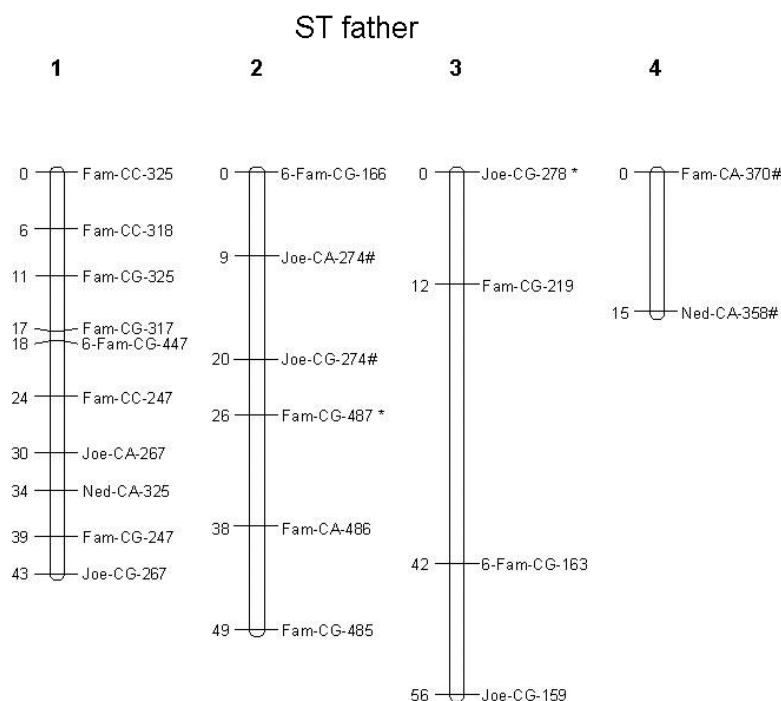 ST father
1 2 3 4
0 Fam-CC-325
6 Fam-CC-318
11 Fam-CG-325
17 Fam-CG-317
18 6-Fam-CG-447
24 Fam-CC-247
30 Joe-CA-267
34 Ned-CA-325
39 Fam-CG-247
43 Joe-CG-267
0 6-Fam-CG-166
9 Joe-CA-274#
20 Joe-CG-274#
26 Fam-CG-487 *
38 Fam-CA-486
49 Fam-CG-485
0 Joe-CG-278 *
12 Fam-CG-219
42 6-Fam-CG-163
56 Joe-CG-159
0 Fam-CA-370#
15 Ned-CA-358#